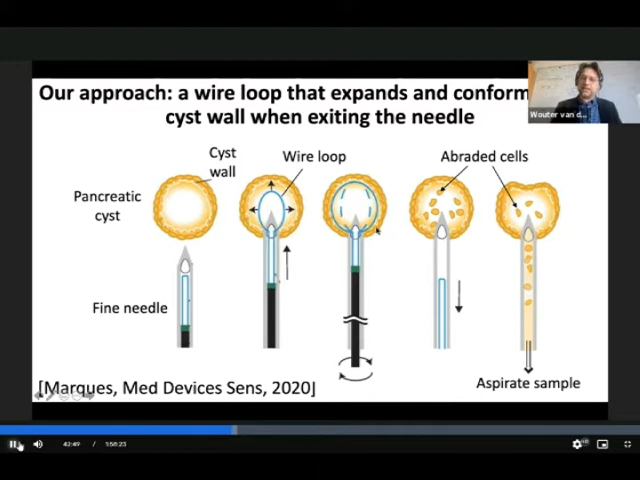 Our approach: a wire loop that expands and conform
cyst wall when exiting the needle
Wouter van d...
Cyst
wall
Wire loop
Abraded cells
Pancreatic
cyst
Fine needle
Aspirate sample
[Marques, Med Devices Sens, 2020]
42:49 / 1:58:23